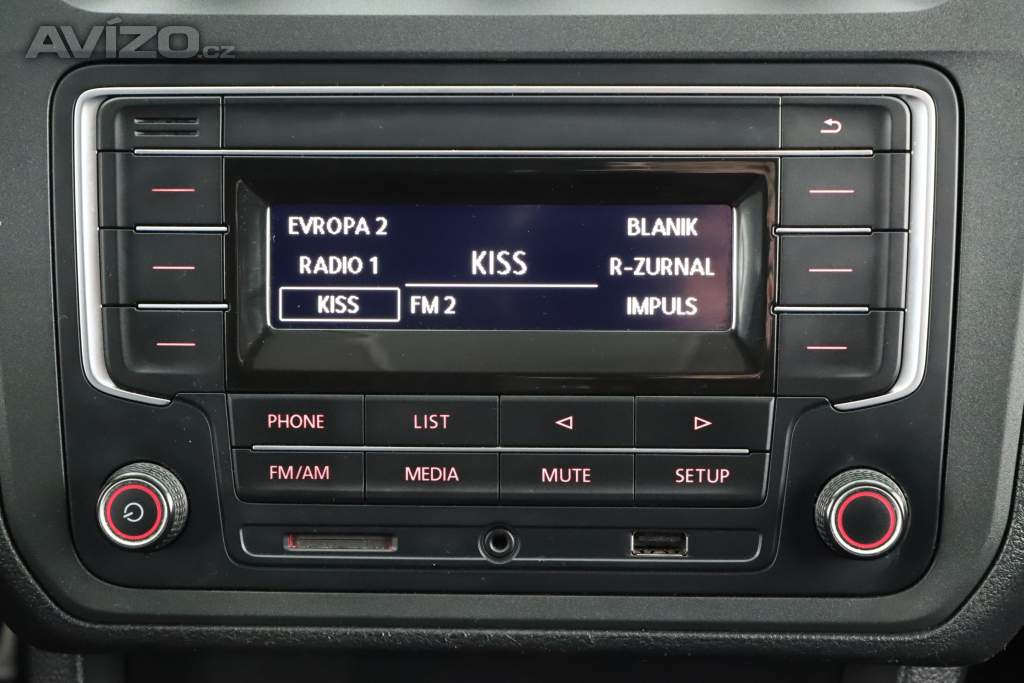 AVÍZO.cz
EVROPA 2
BLANIK
RADIO 1
KISS
R-ZURNAL
KISS
FM 2
IMPULS
PHONE
LIST
FM/AM
MEDIA
MUTE
SETUP